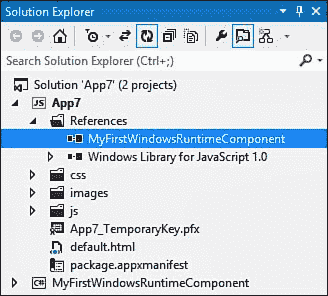 Solution Explorer
Search Solution Explorer (Ctrl+;)
Solution 'App7' (2 projects)
JS App7
References
MyFirstWindowsRuntimeComponent
Windows Library for JavaScript 1.0
css
images
js
App7_TemporaryKey.pfx
default.html
package.appxmanifest
C# MyFirstWindowsRuntimeComponent